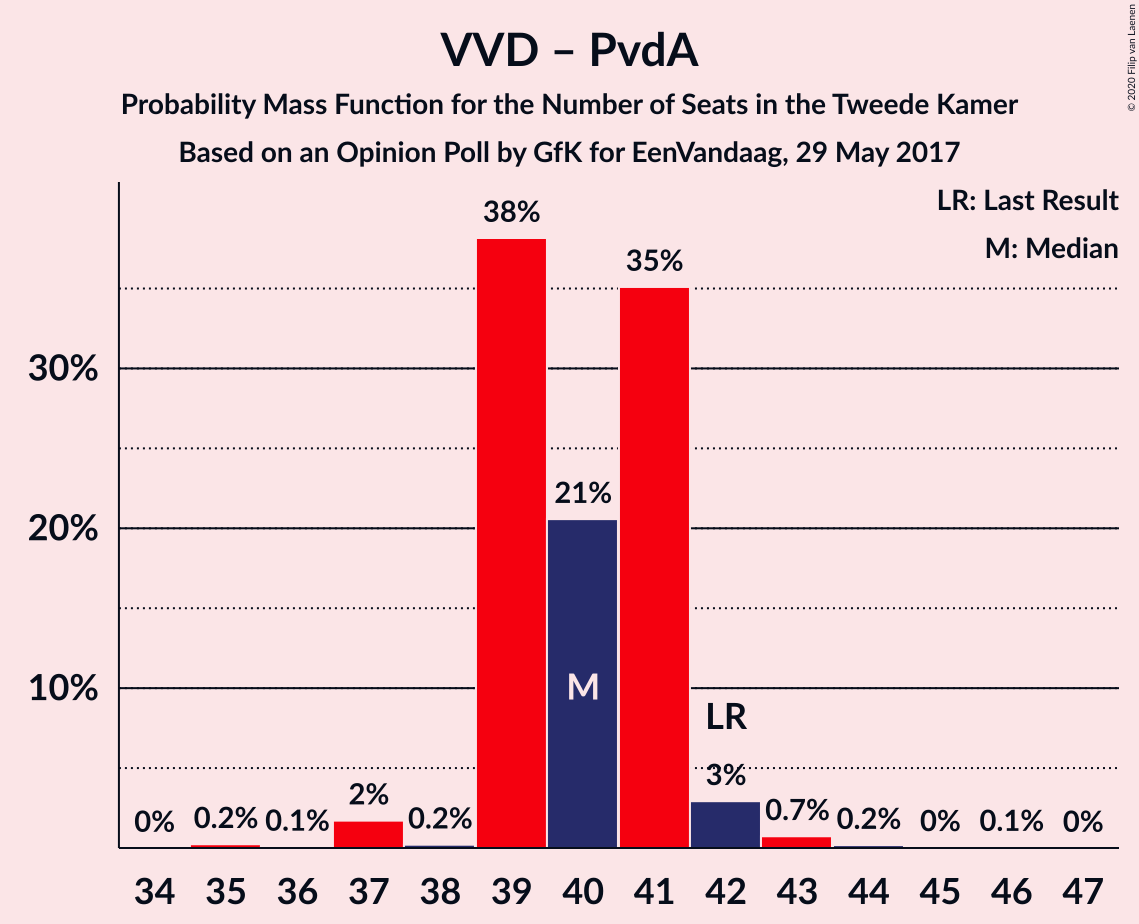 VVD – PvdA
Probability Mass Function for the Number of Seats in the Tweede Kamer
Based on an Opinion Poll by GfK for EenVandaag, 29 May 2017
© 2020 Filip van Laenen
LR: Last Result
M: Median
38%
35%
30%
21%
20%
M
10%
LR
3%
2%
0.7%
0% 0.2% 0.1% 0.2% 0.2% 0% 0.1% 0%
34 35 36 37 38 39 40 41 42 43 44 45 46 47